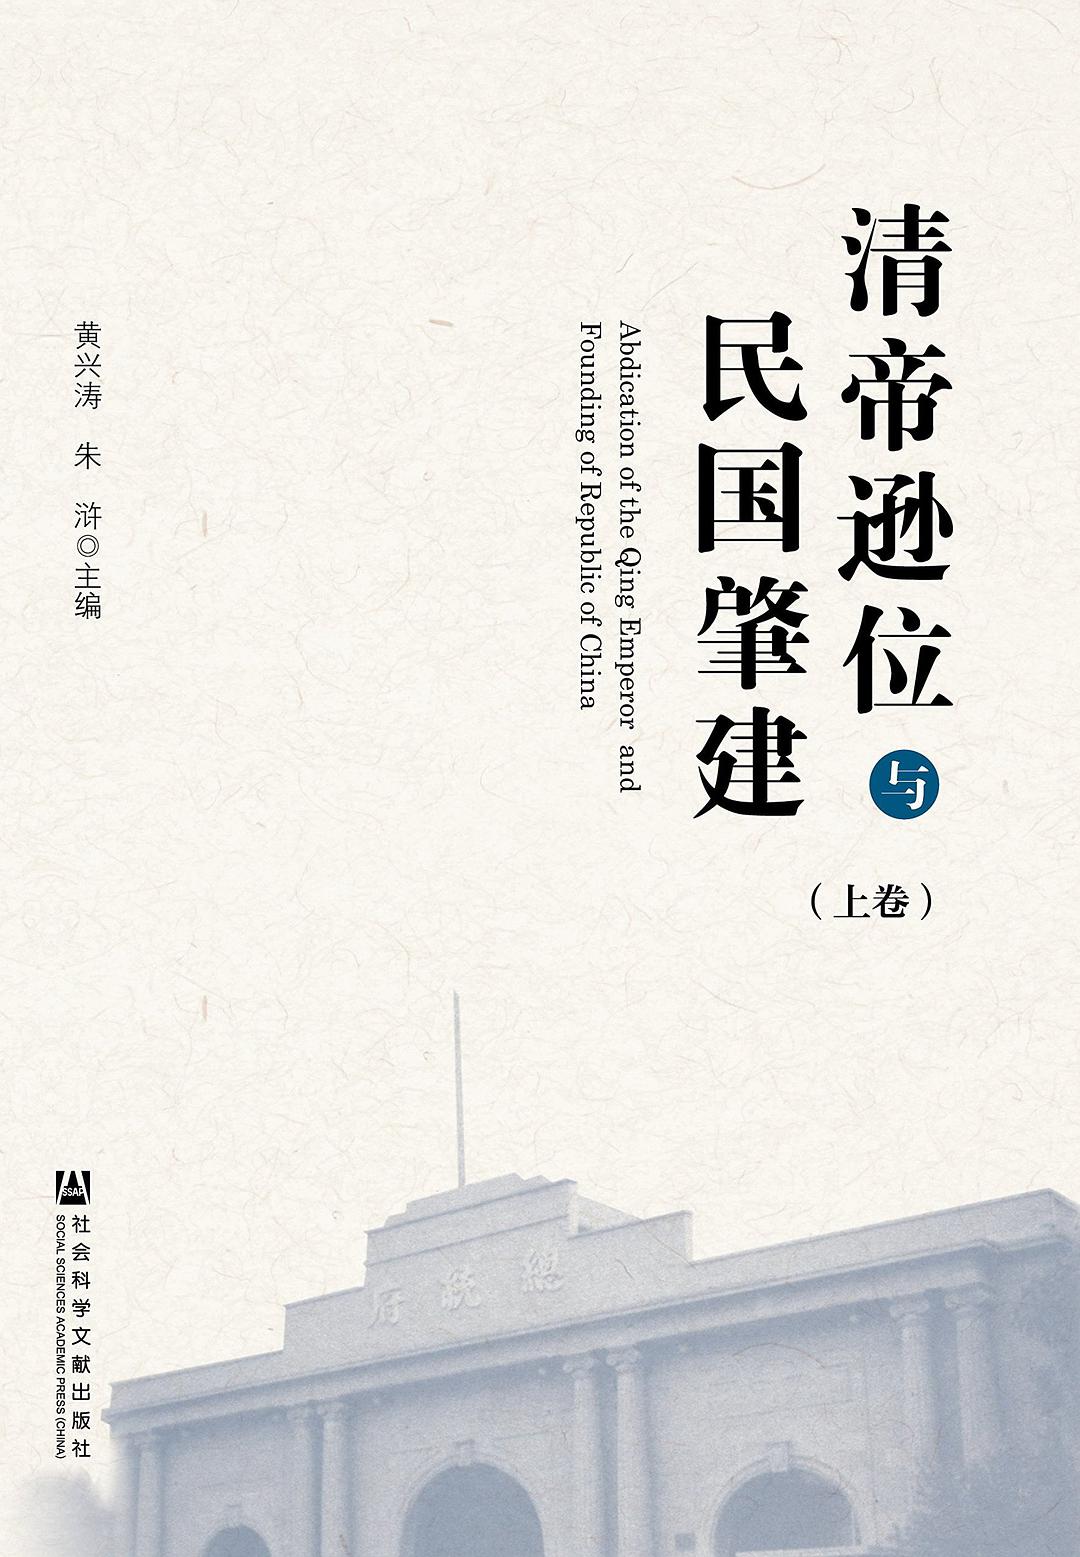 清帝逊位与
民国肇建
（上卷）
Abdication of the Qing Emperor and
Founding of Republic of China
黄兴涛 朱浒◎主编
總統府
SSAP
社会科学文献出版社
SOCIAL SCIENCES ACADEMIC PRESS (CHINA)